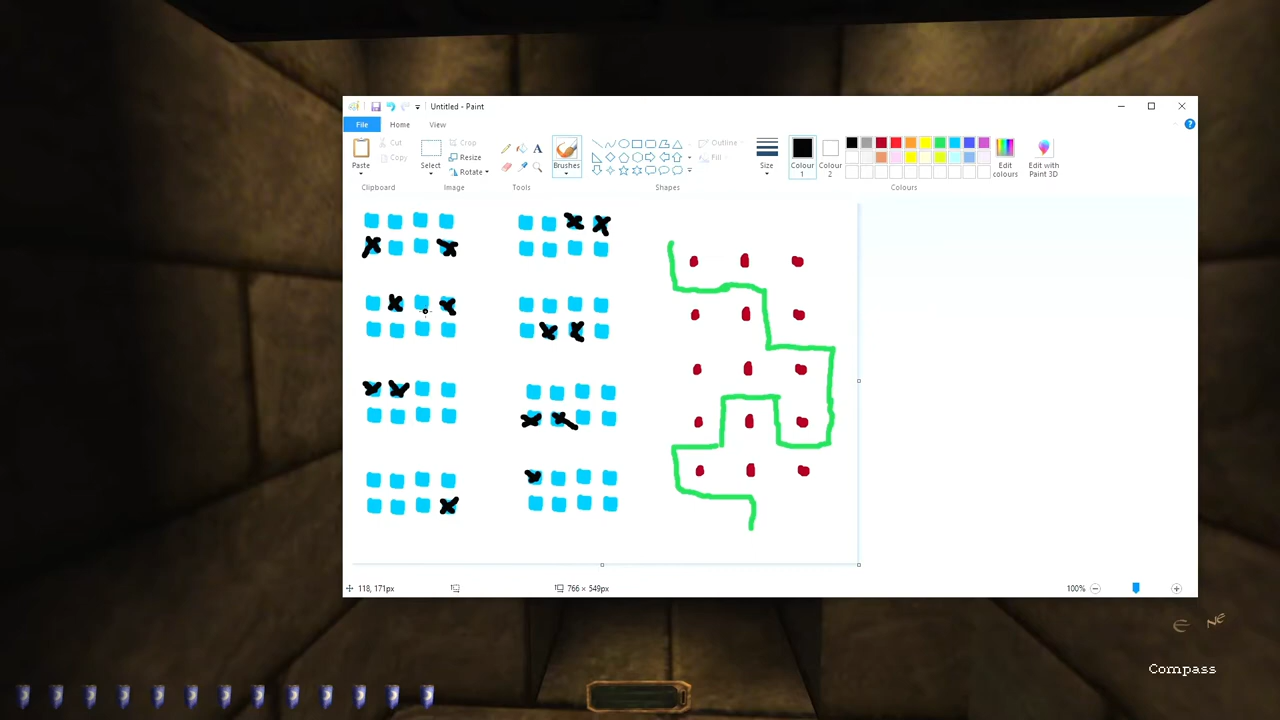 Untitled - Paint
File Home View
Paste
Cut
Copy
Clipboard
Select
Crop
Resize
Rotate
Image
A
Tools
Brushes
Outline
Fill
Shapes
Size
Colour
1
Colour
2
Edit
colours
Edit with
Paint 3D
Colours
118, 171px
766 × 549px
100%
E NE
Compass